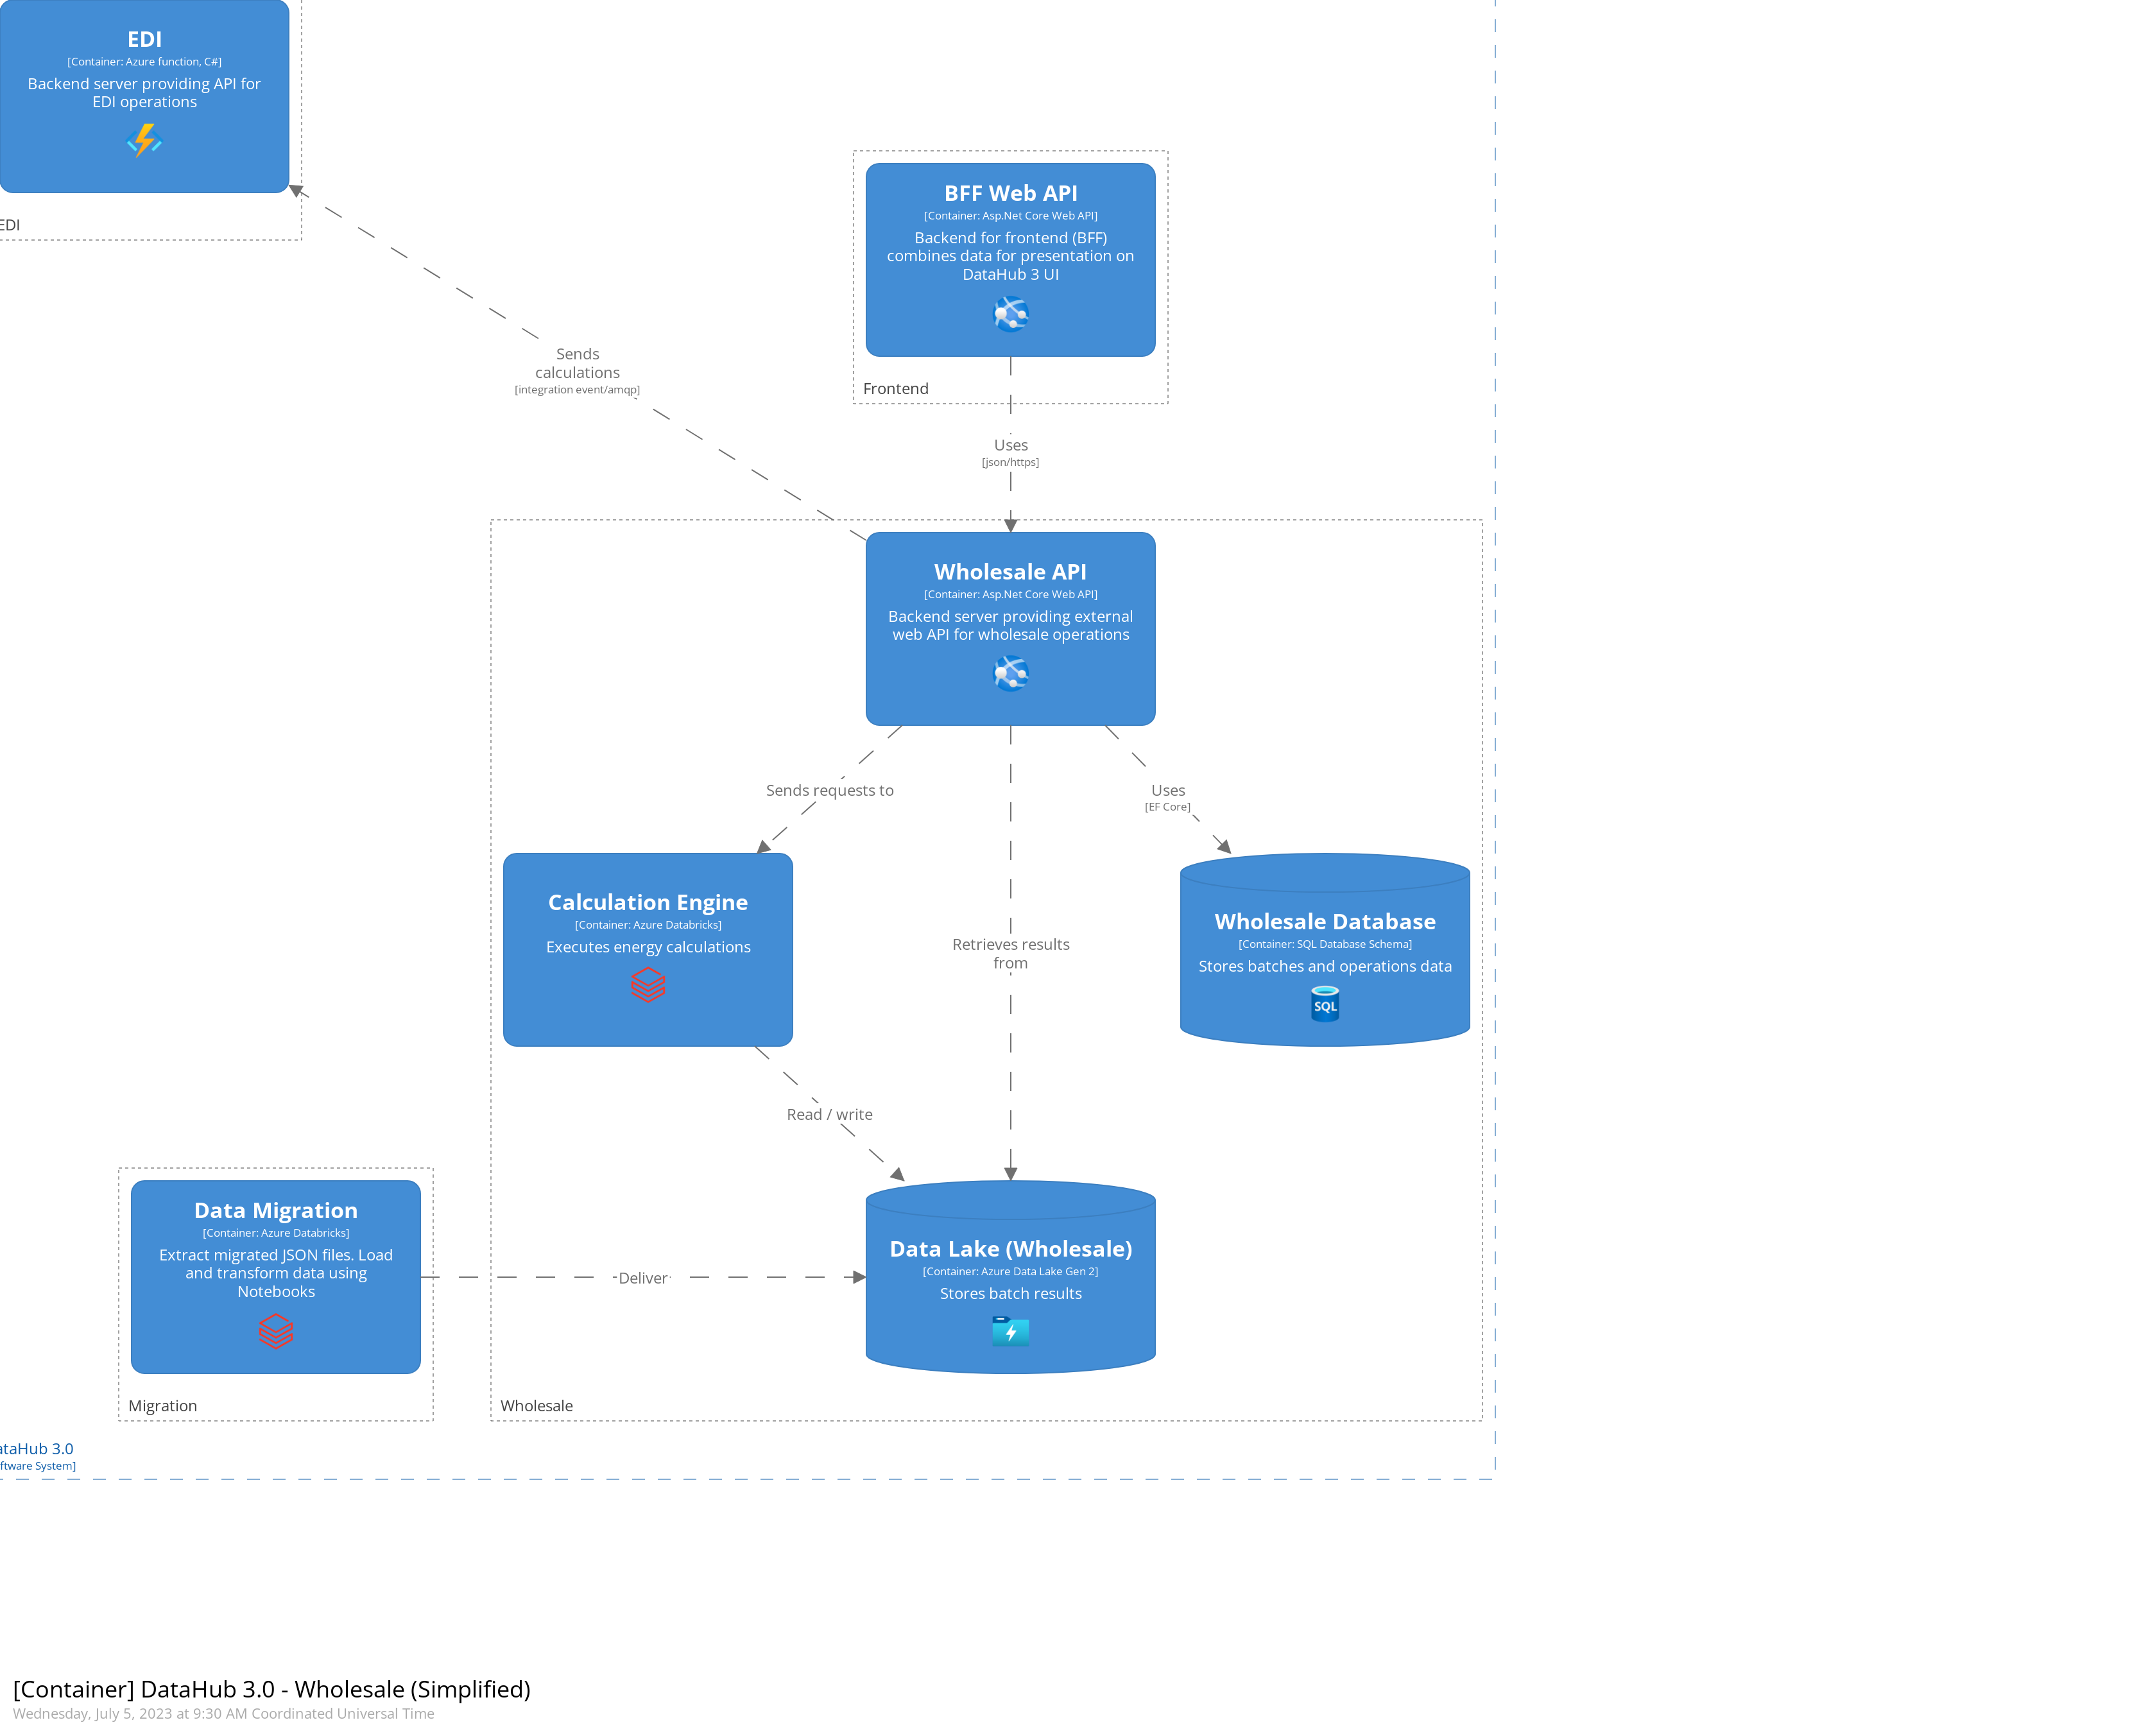 EDI
[Container: Azure function, C#]
Backend server providing API for
EDI operations
EDI
BFF Web API
[Container: Asp.Net Core Web API]
Backend for frontend (BFF)
combines data for presentation on
DataHub 3 UI
Frontend
Sends
calculations
[integration event/amqp]
Uses
[json/https]
Wholesale API
[Container: Asp.Net Core Web API]
Backend server providing external
web API for wholesale operations
Sends requests to
Uses
[EF Core]
Calculation Engine
[Container: Azure Databricks]
Executes energy calculations
Retrieves results
from
Wholesale Database
[Container: SQL Database Schema]
Stores batches and operations data
SQL
Read / write
Data Migration
[Container: Azure Databricks]
Extract migrated JSON files. Load
and transform data using
Notebooks
Deliver
Data Lake (Wholesale)
[Container: Azure Data Lake Gen 2]
Stores batch results
Migration
Wholesale
ataHub 3.0
ftware System]
[Container] DataHub 3.0 - Wholesale (Simplified)
Wednesday, July 5, 2023 at 9:30 AM Coordinated Universal Time